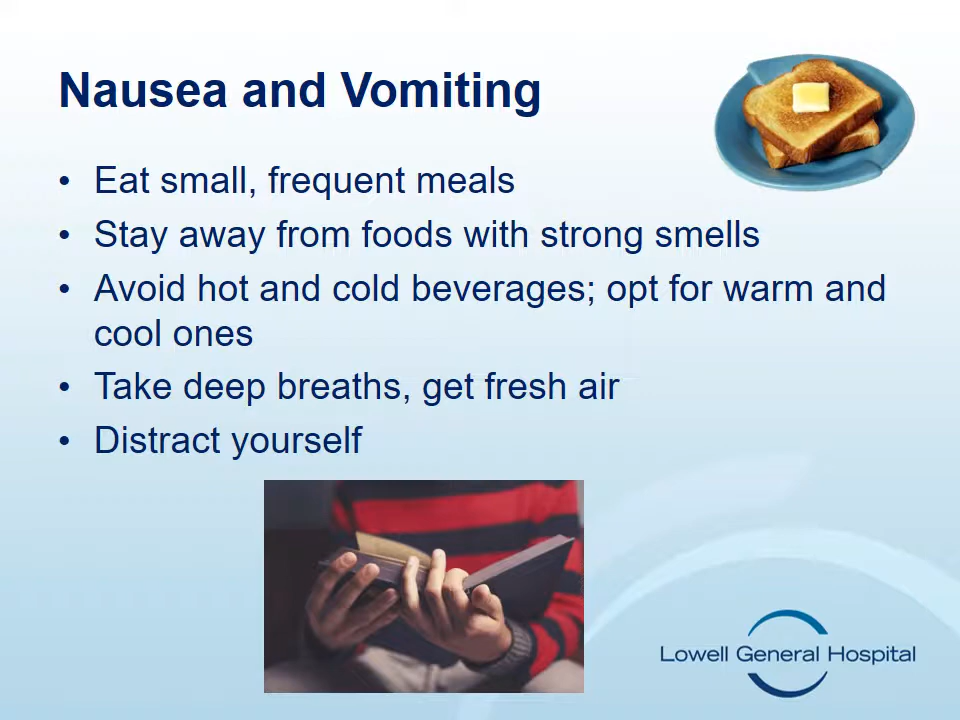 Nausea and Vomiting
• Eat small, frequent meals
• Stay away from foods with strong smells
• Avoid hot and cold beverages; opt for warm and
cool ones
• Take deep breaths, get fresh air
• Distract yourself
Lowell General Hospital